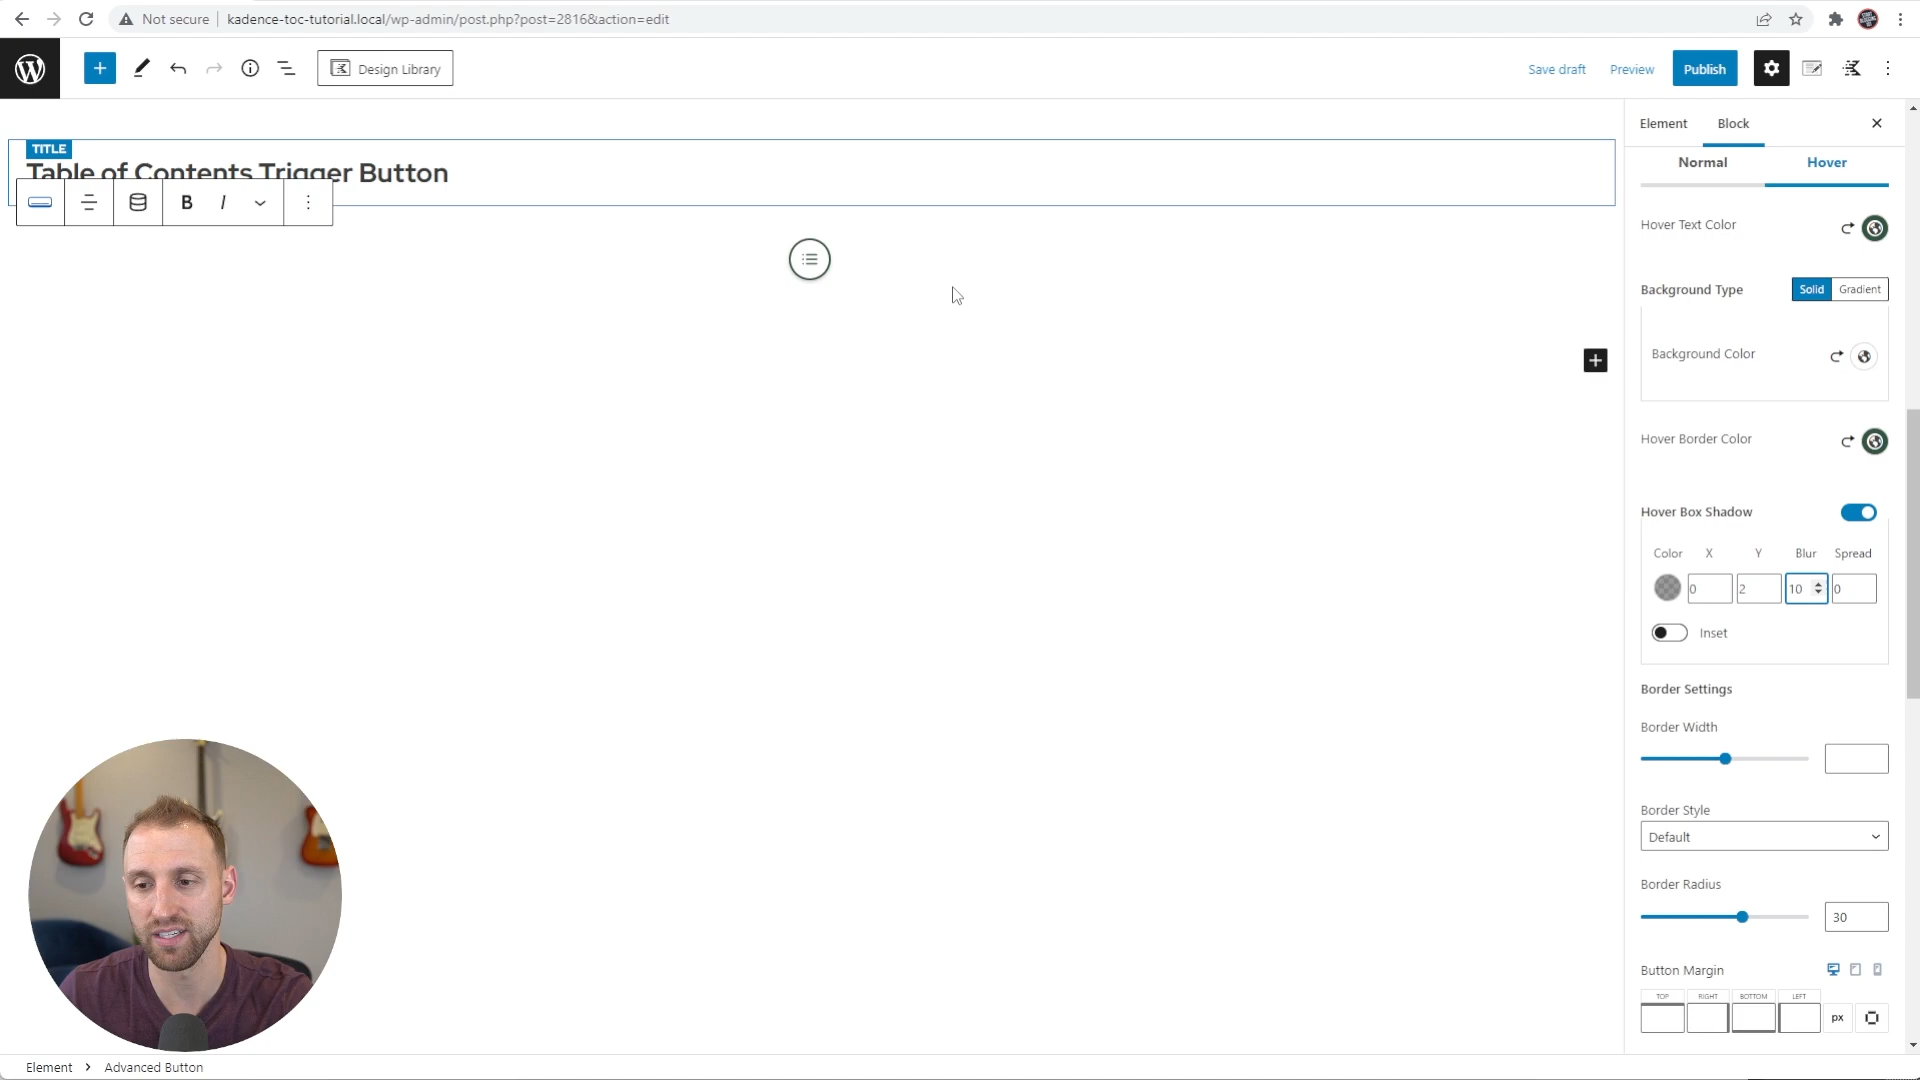 Not secure
kadence-toc-tutorial.local/wp-admin/post.php?post=2816&action=edit
Design Library
Save draft
Preview
Publish
TITLE
Table of Contents Trigger Button
B I
Element
Block
Normal
Hover
Hover Text Color
Background Type
Solid
Gradient
Background Color
Hover Border Color
Hover Box Shadow
Color X Y Blur Spread
0 2 10 0
Inset
Border Settings
Border Width
Border Style
Default
Border Radius
30
Button Margin
TOP RIGHT BOTTOM LEFT
px
Element > Advanced Button